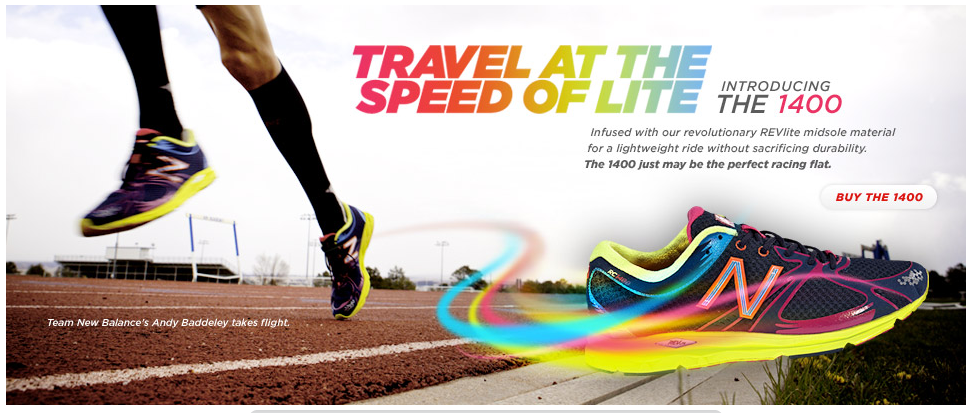 TRAVEL AT THE
SPEED OF LITE
INTRODUCING
THE 1400
Infused with our revolutionary REVlite midsole material
for a lightweight ride without sacrificing durability.
The 1400 just may be the perfect racing flat.
BUY THE 1400
RC
N
Team New Balance's Andy Baddeley takes flight.